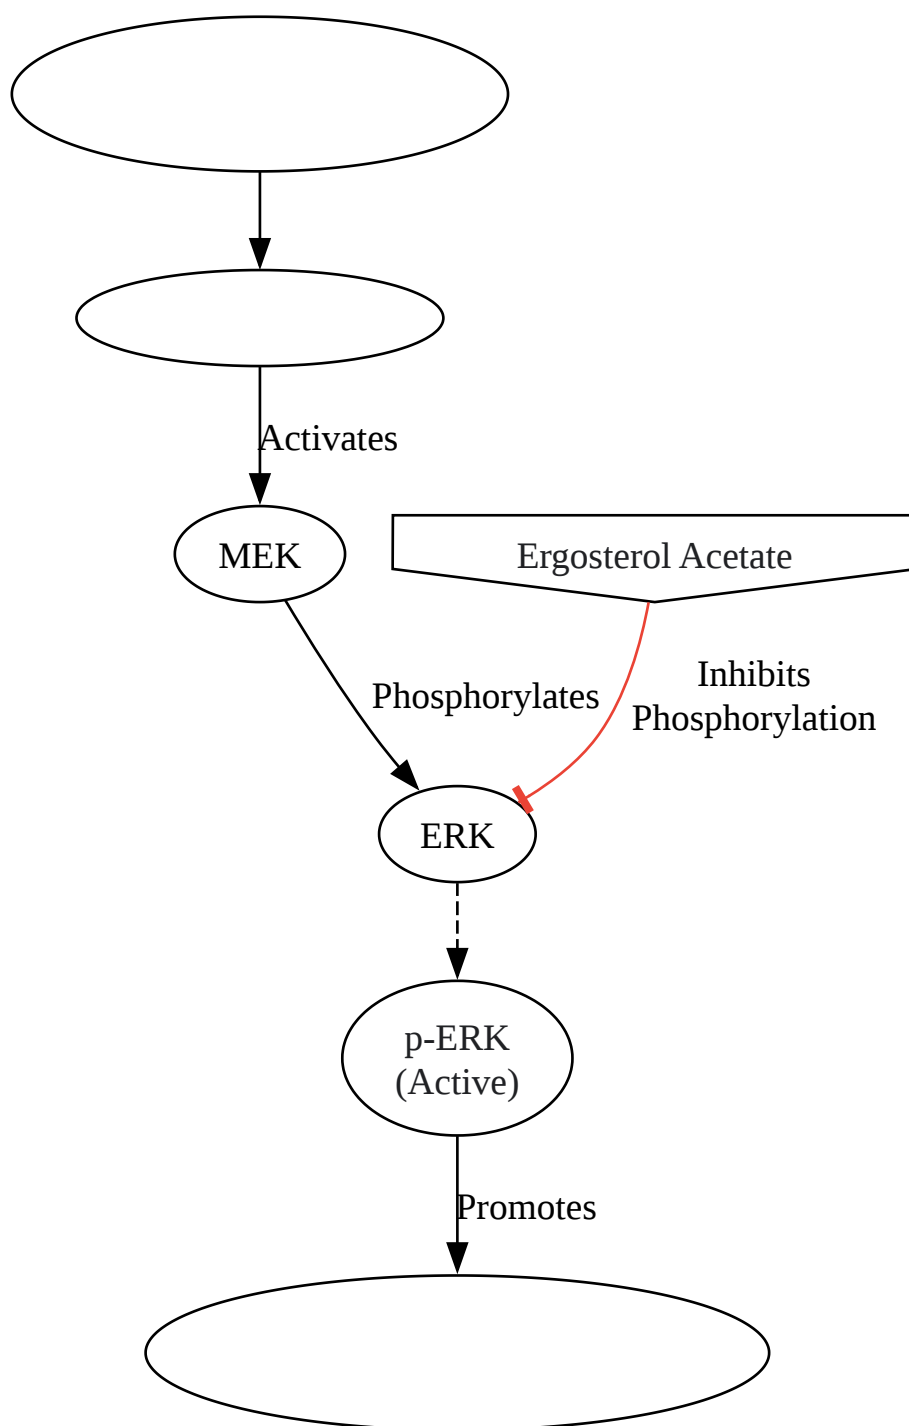 Activates
MEK
Ergosterol Acetate
Phosphorylates
Inhibits
Phosphorylation
ERK
p-ERK
(Active)
Promotes